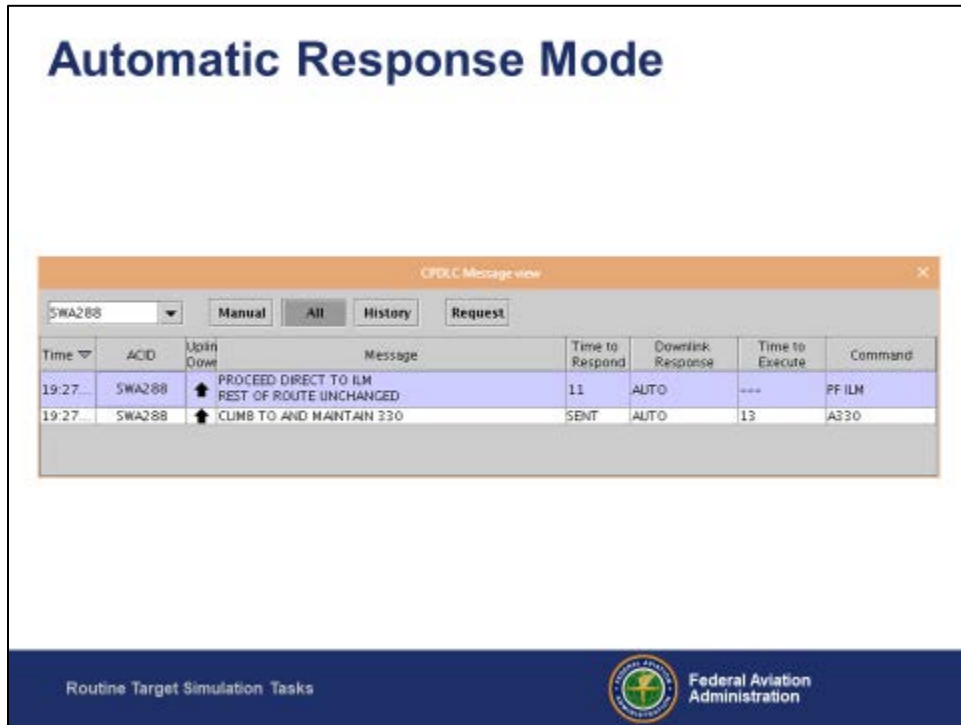 Automatic Response Mode
CPDLC Message view
SWA288 Manual All History Request
Time ACID Uplin Dowe Message Time to Respond Downlink Response Time to Execute Command
19:27... SWA288 PROCEED DIRECT TO ILM 11 AUTO --- PF ILM
REST OF ROUTE UNCHANGED
19:27... SWA288 CLIMB TO AND MAINTAIN 330 SENT AUTO 13 A330
Routine Target Simulation Tasks
Federal Aviation
Administration